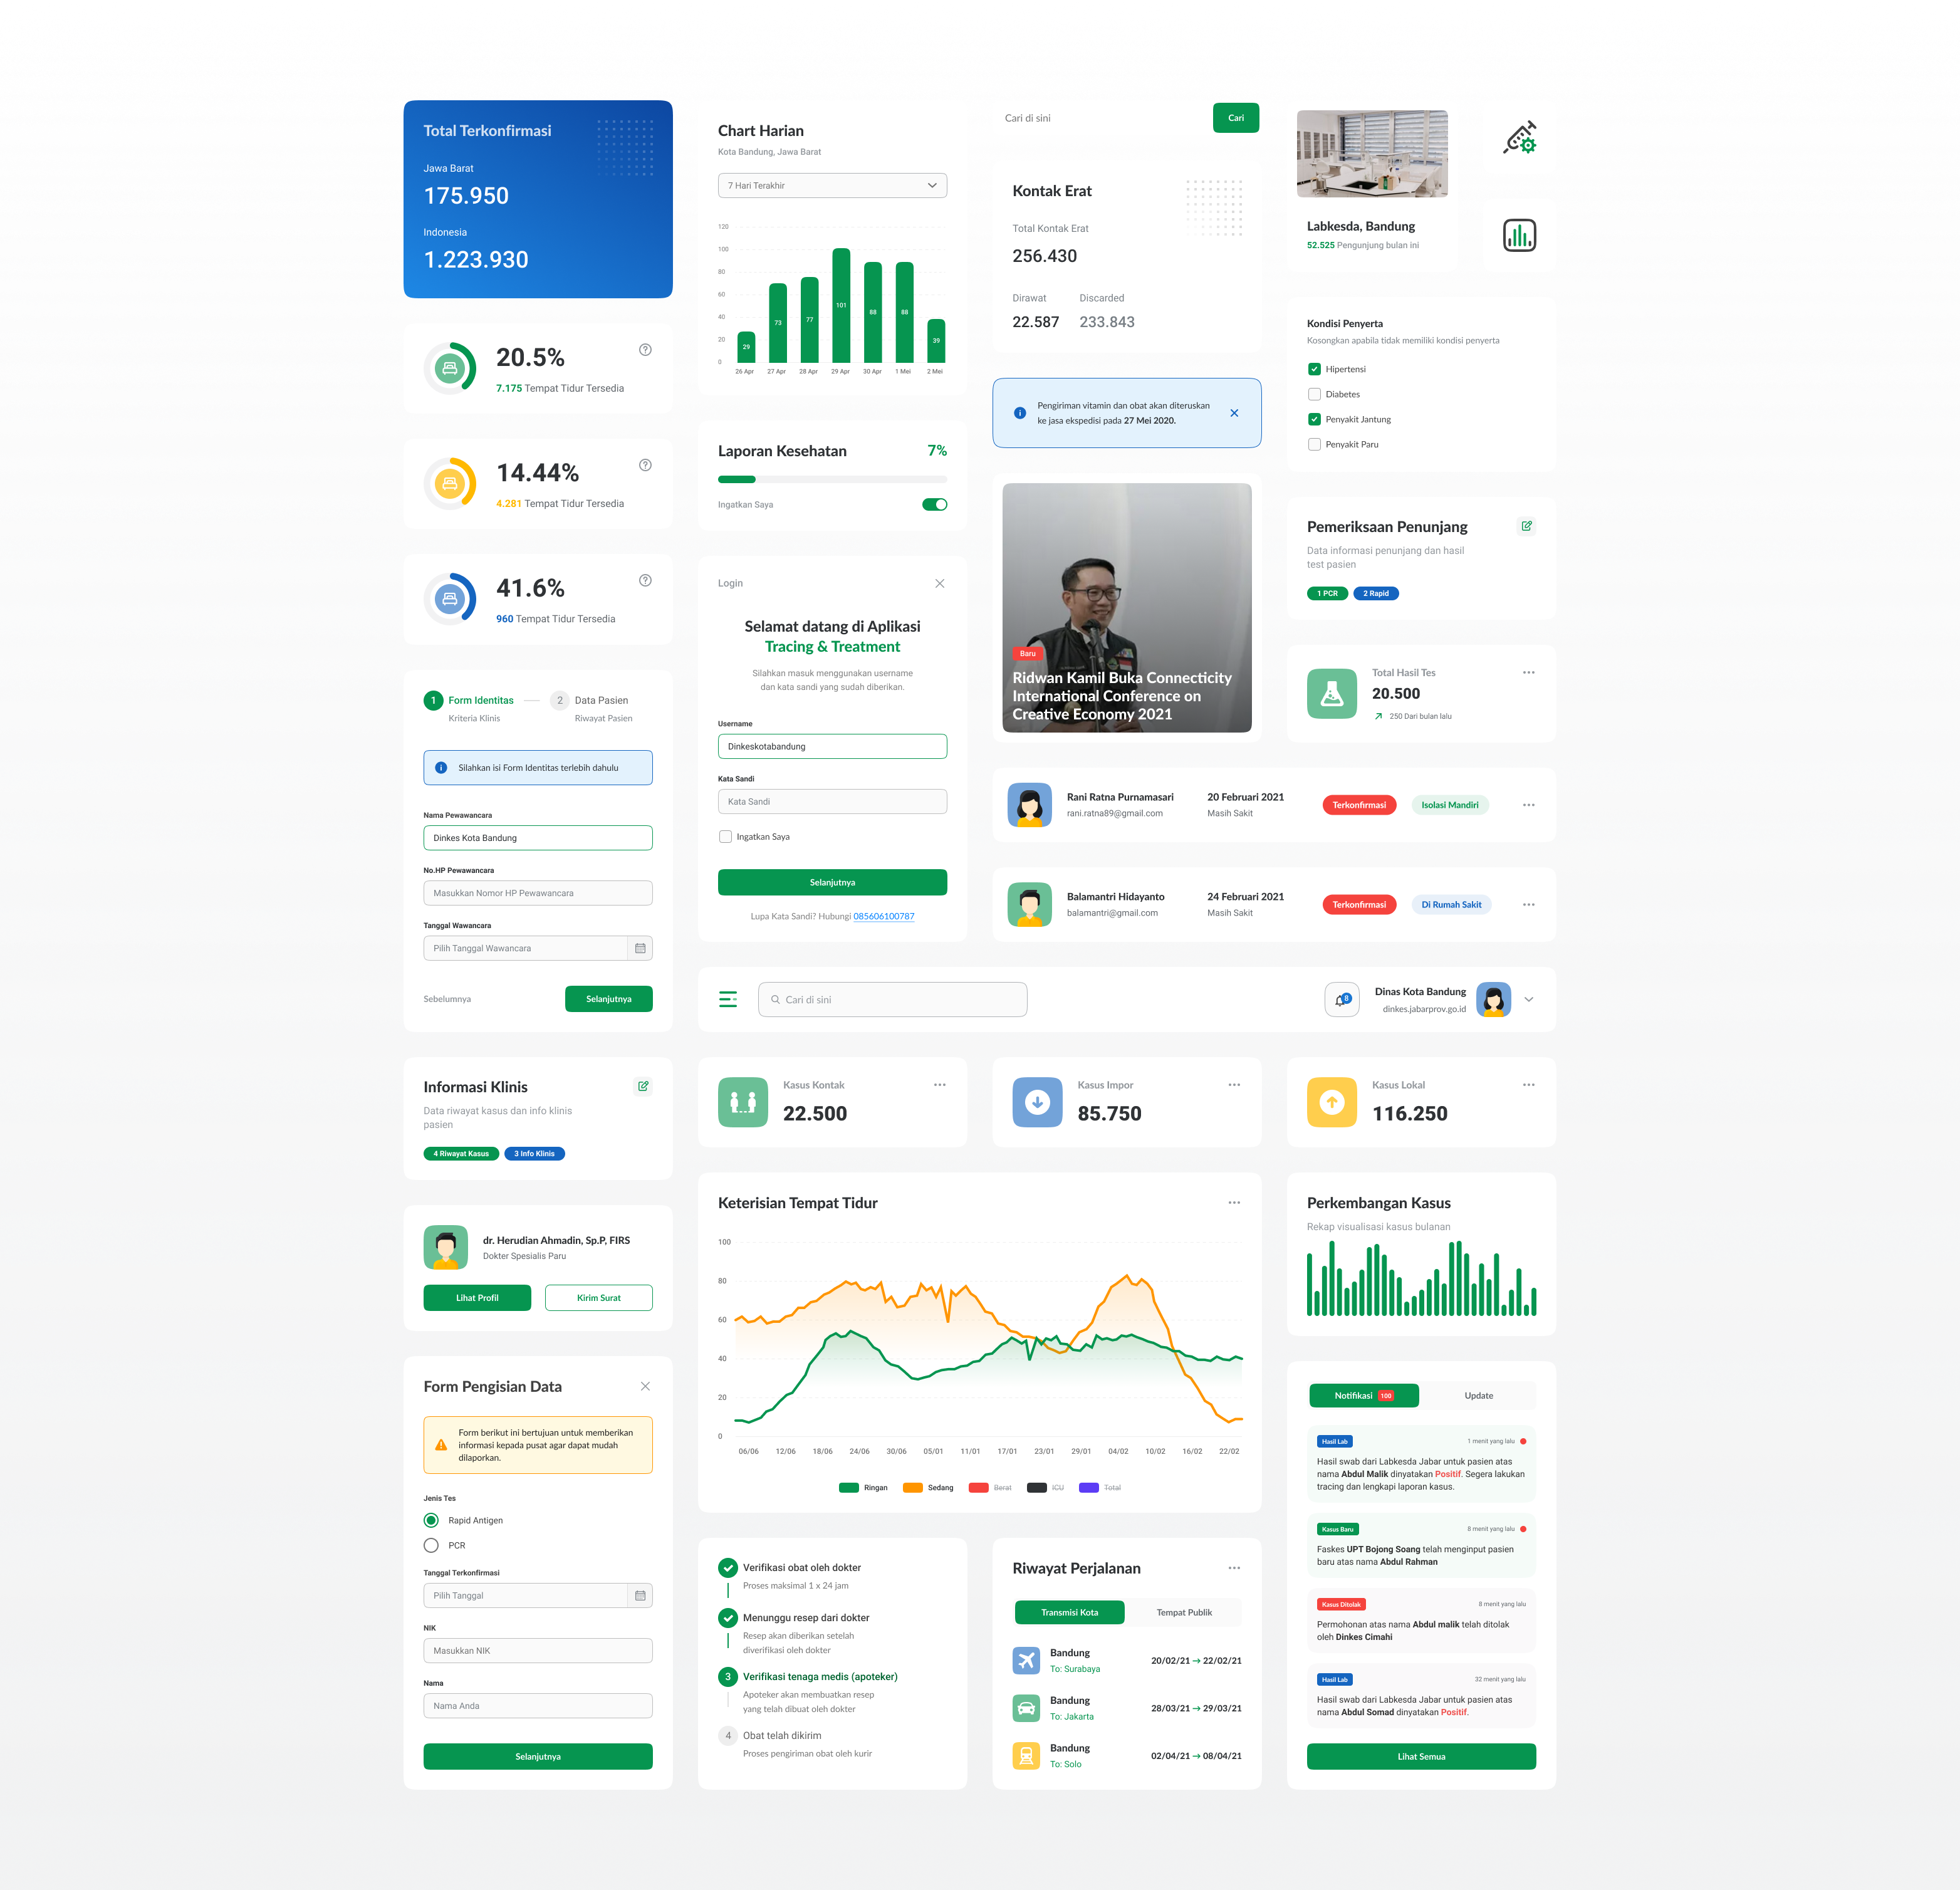 Total Terkonfirmasi
Jawa Barat
175.950
Indonesia
1.223.930
20.5%
7.175 Tempat Tidur Tersedia
14.44%
4.281 Tempat Tidur Tersedia
41.6%
960 Tempat Tidur Tersedia
1 Form Identitas
Kriteria Klinis
2 Data Pasien
Riwayat Pasien
Silahkan isi Form Identitas terlebih dahulu
Nama Pewawancara
Dinkes Kota Bandung
No.HP Pewawancara
Masukkan Nomor HP Pewawancara
Tanggal Wawancara
Pilih Tanggal Wawancara
Sebelumnya
Selanjutnya
Informasi Klinis
Data riwayat kasus dan info klinis
pasien
4 Riwayat Kasus
3 Info Klinis
dr. Herudian Ahmadin, Sp.P, FIRS
Dokter Spesialis Paru
Lihat Profil
Kirim Surat
Form Pengisian Data
Form berikut ini bertujuan untuk memberikan
informasi kepada pusat agar dapat mudah
dilaporkan.
Jenis Tes
Rapid Antigen
PCR
Tanggal Terkonfirmasi
Pilih Tanggal
NIK
Masukkan NIK
Nama
Nama Anda
Selanjutnya
Chart Harian
Kota Bandung, Jawa Barat
7 Hari Terakhir
120
100
80
60
40
20
0
29
73
77
101
88
88
39
26 Apr
27 Apr
28 Apr
29 Apr
30 Apr
1 Mei
2 Mei
Laporan Kesehatan
7%
Ingatkan Saya
Login
Selamat datang di Aplikasi
Tracing & Treatment
Silahkan masuk menggunakan username
dan kata sandi yang sudah diberikan.
Username
Dinkeskotabandung
Kata Sandi
Kata Sandi
Ingatkan Saya
Selanjutnya
Lupa Kata Sandi? Hubungi 085606100787
Cari di sini
Cari
Kontak Erat
Total Kontak Erat
256.430
Dirawat
22.587
Discarded
233.843
Pengiriman vitamin dan obat akan diteruskan
ke jasa ekspedisi pada 27 Mei 2020.
Baru
Ridwan Kamil Buka Connecticity
International Conference on
Creative Economy 2021
Labkesda, Bandung
52.525 Pengunjung bulan ini
Kondisi Penyerta
Kosongkan apabila tidak memiliki kondisi penyerta
Hipertensi
Diabetes
Penyakit Jantung
Penyakit Paru
Pemeriksaan Penunjang
Data informasi penunjang dan hasil
test pasien
1 PCR
2 Rapid
Total Hasil Tes
20.500
250 Dari bulan lalu
Rani Ratna Purnamasari
rani.ratna89@gmail.com
20 Februari 2021
Masih Sakit
Terkonfirmasi
Isolasi Mandiri
Balamantri Hidayanto
balamantri@gmail.com
24 Februari 2021
Masih Sakit
Terkonfirmasi
Di Rumah Sakit
Cari di sini
8
Dinas Kota Bandung
dinkes.jabarprov.go.id
Kasus Kontak
22.500
Kasus Impor
85.750
Kasus Lokal
116.250
Keterisian Tempat Tidur
100
80
60
40
20
0
06/06
12/06
18/06
24/06
30/06
05/01
11/01
17/01
23/01
29/01
04/02
10/02
16/02
22/02
Ringan
Sedang
Berat
ICU
Total
Perkembangan Kasus
Rekap visualisasi kasus bulanan
Verifikasi obat oleh dokter
Proses maksimal 1 x 24 jam
Menunggu resep dari dokter
Resep akan diberikan setelah
diverifikasi oleh dokter
3 Verifikasi tenaga medis (apoteker)
Apoteker akan membuatkan resep
yang telah dibuat oleh dokter
4 Obat telah dikirim
Proses pengiriman obat oleh kurir
Riwayat Perjalanan
Transmisi Kota
Tempat Publik
Bandung
To: Surabaya
20/02/21 → 22/02/21
Bandung
To: Jakarta
28/03/21 → 29/03/21
Bandung
To: Solo
02/04/21 → 08/04/21
Notifikasi 100
Update
Hasil Lab
1 menit yang lalu
Hasil swab dari Labkesda Jabar untuk pasien atas
nama Abdul Malik dinyatakan Positif. Segera lakukan
tracing dan lengkapi laporan kasus.
Kasus Baru
8 menit yang lalu
Faskes UPT Bojong Soang telah menginput pasien
baru atas nama Abdul Rahman
Kasus Ditolak
8 menit yang lalu
Permohonan atas nama Abdul malik telah ditolak
oleh Dinkes Cimahi
Hasil Lab
32 menit yang lalu
Hasil swab dari Labkesda Jabar untuk pasien atas
nama Abdul Somad dinyatakan Positif.
Lihat Semua